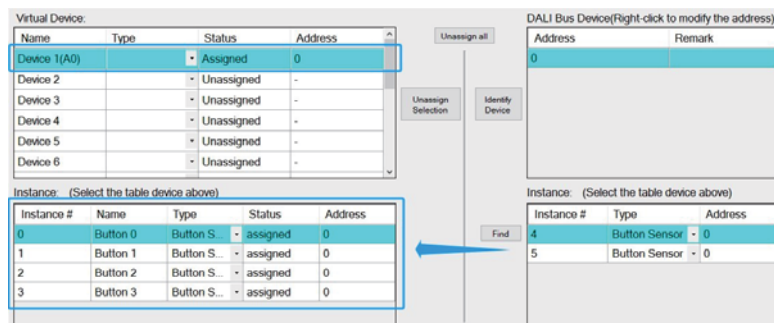 Virtual Device:
Name Type Status Address
Device 1(A0) Assigned 0
Device 2 Unassigned -
Device 3 Unassigned -
Device 4 Unassigned -
Device 5 Unassigned -
Device 6 Unassigned -
Unassign all
Unassign Selection
Identify Device
DALI Bus Device(Right-click to modify the address)
Address Remark
0
Instance: (Select the table device above)
Instance # Name Type Status Address
0 Button 0 Button S... assigned 0
1 Button 1 Button S... assigned 0
2 Button 2 Button S... assigned 0
3 Button 3 Button S... assigned 0
Find
Instance: (Select the table device above)
Instance # Type Address
4 Button Sensor 0
5 Button Sensor 0